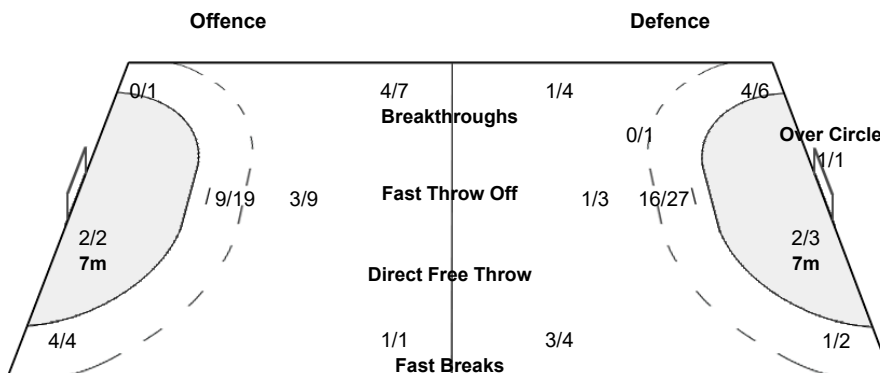 Offence Defence
0/1 4/7 1/4 4/6
Breakthroughs
0/1 Over Circle
1/1
9/19 3/9 Fast Throw Off 1/3 16/27
2/2 2/3
7m 7m
Direct Free Throw
4/4 1/1 3/4 1/2
Fast Breaks